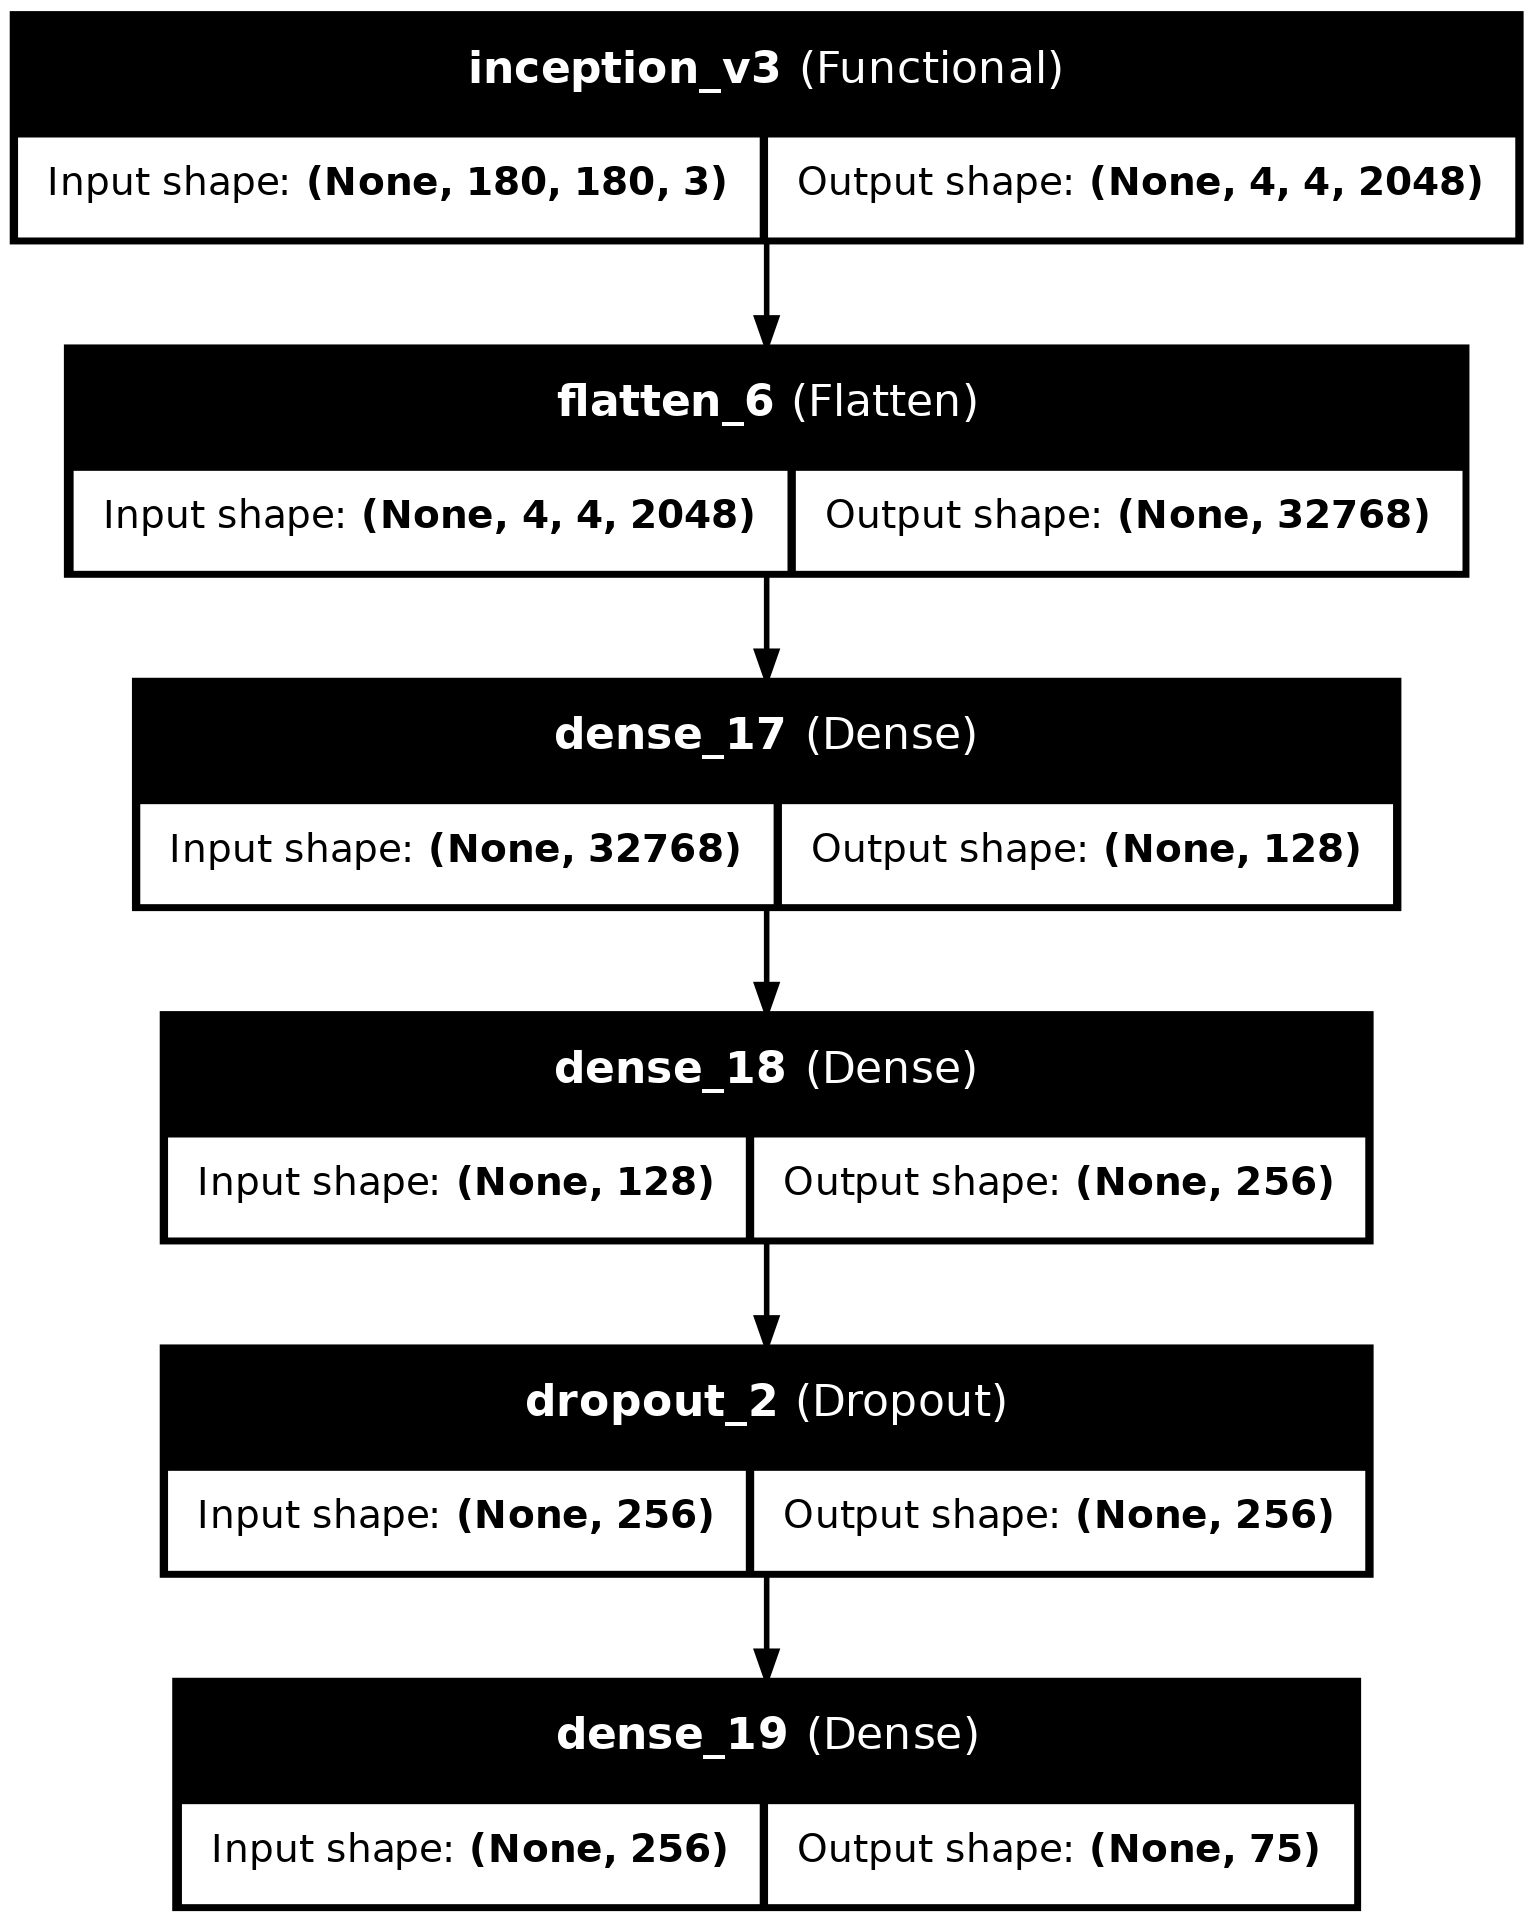 inception_v3 (Functional)
Input shape: (None, 180, 180, 3) Output shape: (None, 4, 4, 2048)
flatten_6 (Flatten)
Input shape: (None, 4, 4, 2048) Output shape: (None, 32768)
dense_17 (Dense)
Input shape: (None, 32768) Output shape: (None, 128)
dense_18 (Dense)
Input shape: (None, 128) Output shape: (None, 256)
dropout_2 (Dropout)
Input shape: (None, 256) Output shape: (None, 256)
dense_19 (Dense)
Input shape: (None, 256) Output shape: (None, 75)